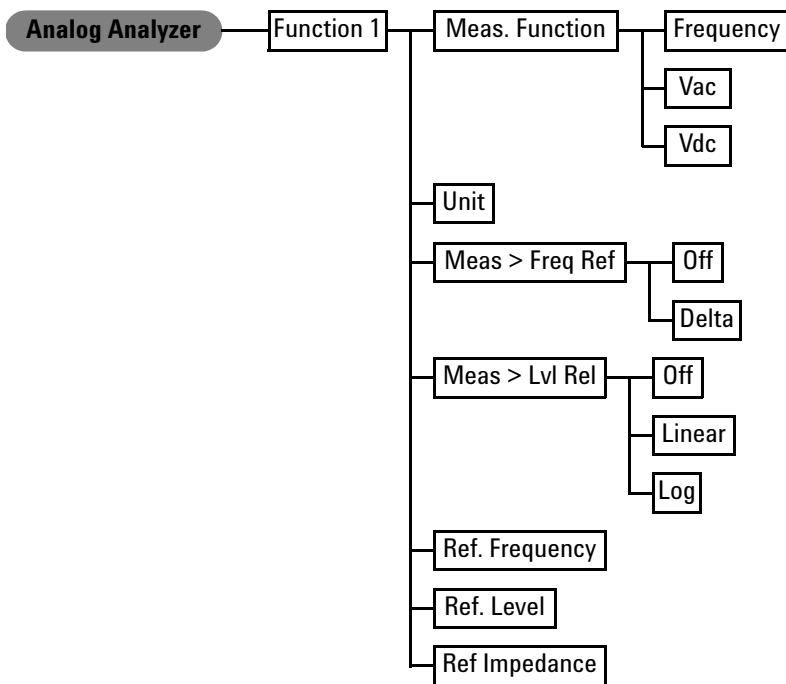 Analog Analyzer
Function 1
Meas. Function
Frequency
Vac
Vdc
Unit
Meas > Freq Ref
Off
Delta
Meas > Lvl Rel
Off
Linear
Log
Ref. Frequency
Ref. Level
Ref Impedance